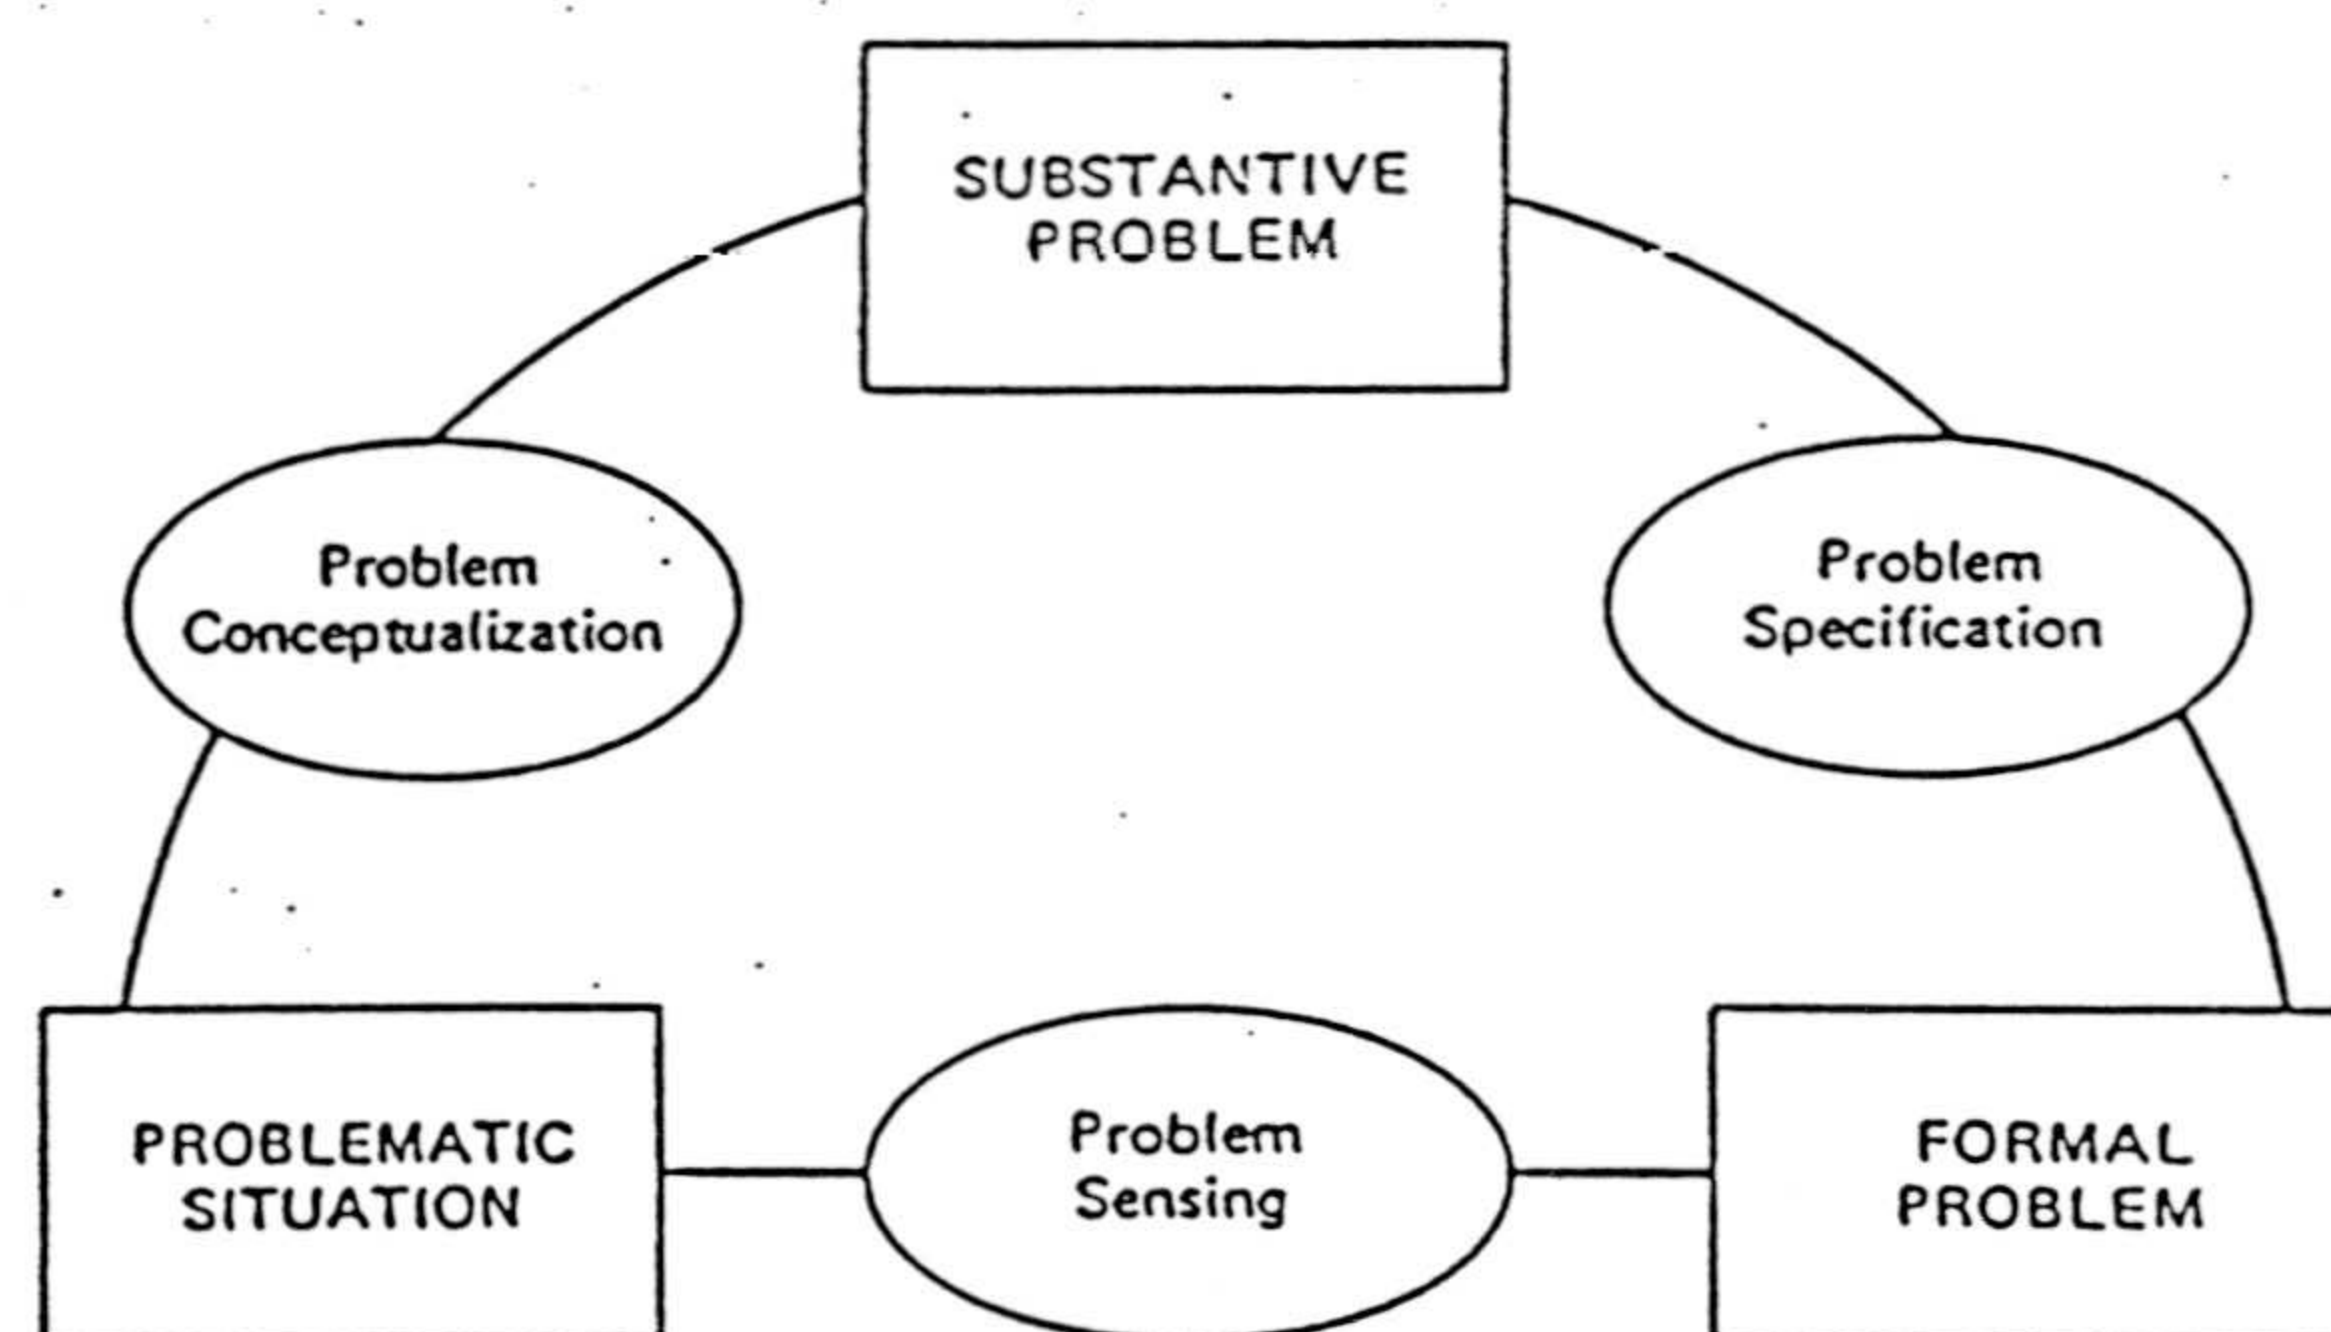 SUBSTANTIVE
PROBLEM
Problem
Conceptualization
Problem
Specification
PROBLEMATIC
SITUATION
Problem
Sensing
FORMAL
PROBLEM